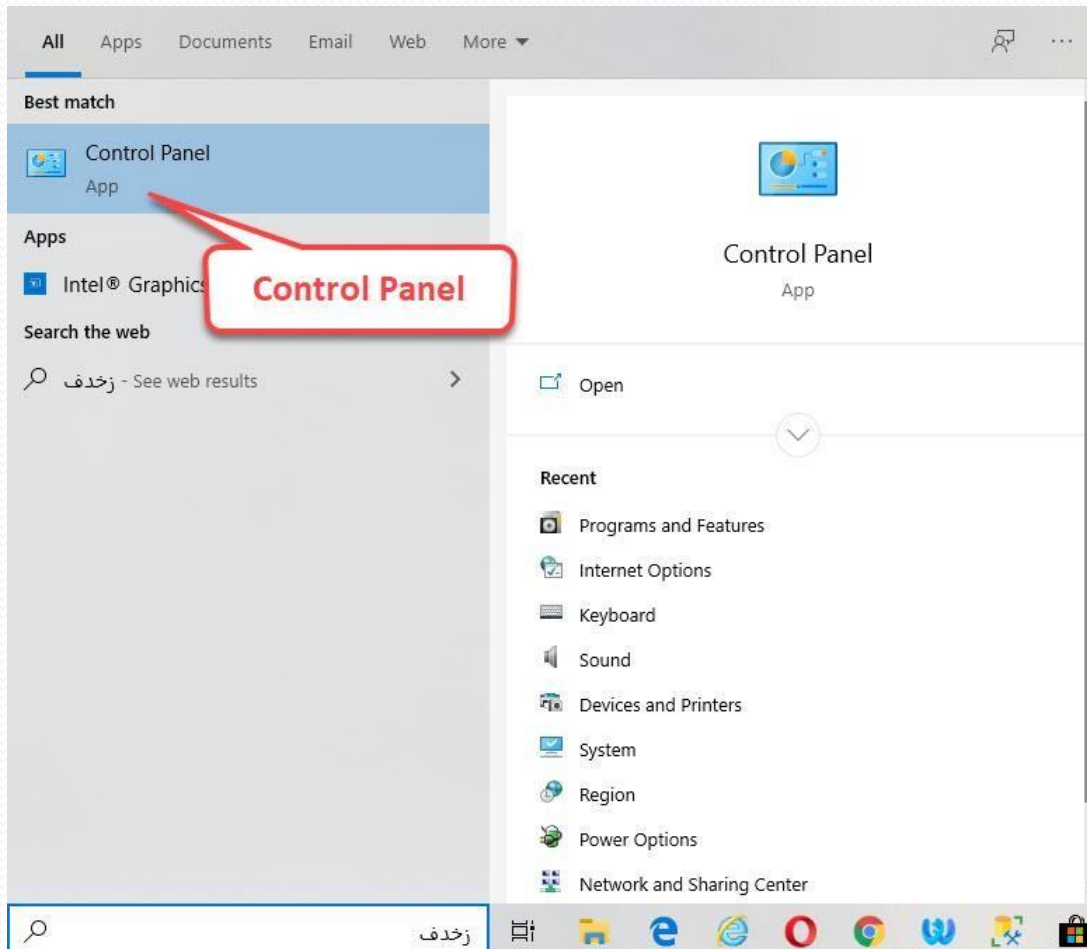 All Apps Documents Email Web More
Best match
Control Panel
App
Apps
Intel® Graphics
Control Panel
Search the web
زخدف - See web results
Control Panel
App
Open
Recent
Programs and Features
Internet Options
Keyboard
Sound
Devices and Printers
System
Region
Power Options
Network and Sharing Center
زخدف